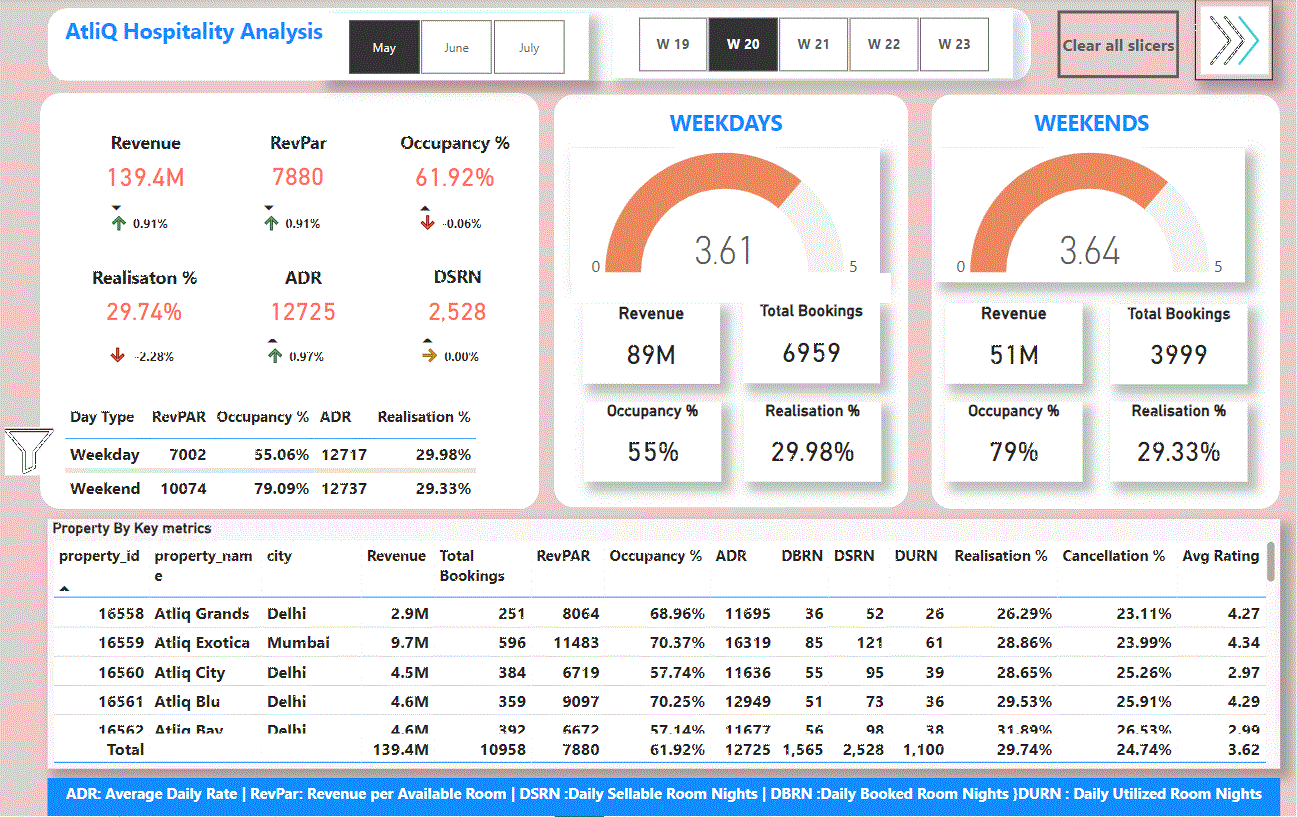 AtliQ Hospitality Analysis
May June July
W 19 W 20 W 21 W 22 W 23
Clear all slicers
Revenue RevPar Occupancy %
139.4M 7880 61.92%
0.91% 0.91% -0.06%
Realisaton % ADR DSRN
29.74% 12725 2,528
-2.28% 0.97% 0.00%
Day Type RevPAR Occupancy % ADR Realisation %
Weekday 7002 55.06% 12717 29.98%
Weekend 10074 79.09% 12737 29.33%
WEEKDAYS
3.61
0 5
Revenue Total Bookings
89M 6959
Occupancy % Realisation %
55% 29.98%
WEEKENDS
3.64
0 5
Revenue Total Bookings
51M 3999
Occupancy % Realisation %
79% 29.33%
Property By Key metrics
property_id property_nam city Revenue Total RevPAR Occupancy % ADR DBRN DSRN DURN Realisation % Cancellation % Avg Rating
e Bookings
16558 Atliq Grands Delhi 2.9M 251 8064 68.96% 11695 36 52 26 26.29% 23.11% 4.27
16559 Atliq Exotica Mumbai 9.7M 596 11483 70.37% 16319 85 121 61 28.86% 23.99% 4.34
16560 Atliq City Delhi 4.5M 384 6719 57.74% 11636 55 95 39 28.65% 25.26% 2.97
16561 Atliq Blu Delhi 4.6M 359 9097 70.25% 12949 51 73 36 29.53% 25.91% 4.29
16562 Atliq Bay Delhi 4.6M 392 6672 57.14% 11677 56 98 38 31.89% 26.53% 2.99
Total 139.4M 10958 7880 61.92% 12725 1,565 2,528 1,100 29.74% 24.74% 3.62
ADR: Average Daily Rate | RevPar: Revenue per Available Room | DSRN :Daily Sellable Room Nights | DBRN :Daily Booked Room Nights }DURN : Daily Utilized Room Nights